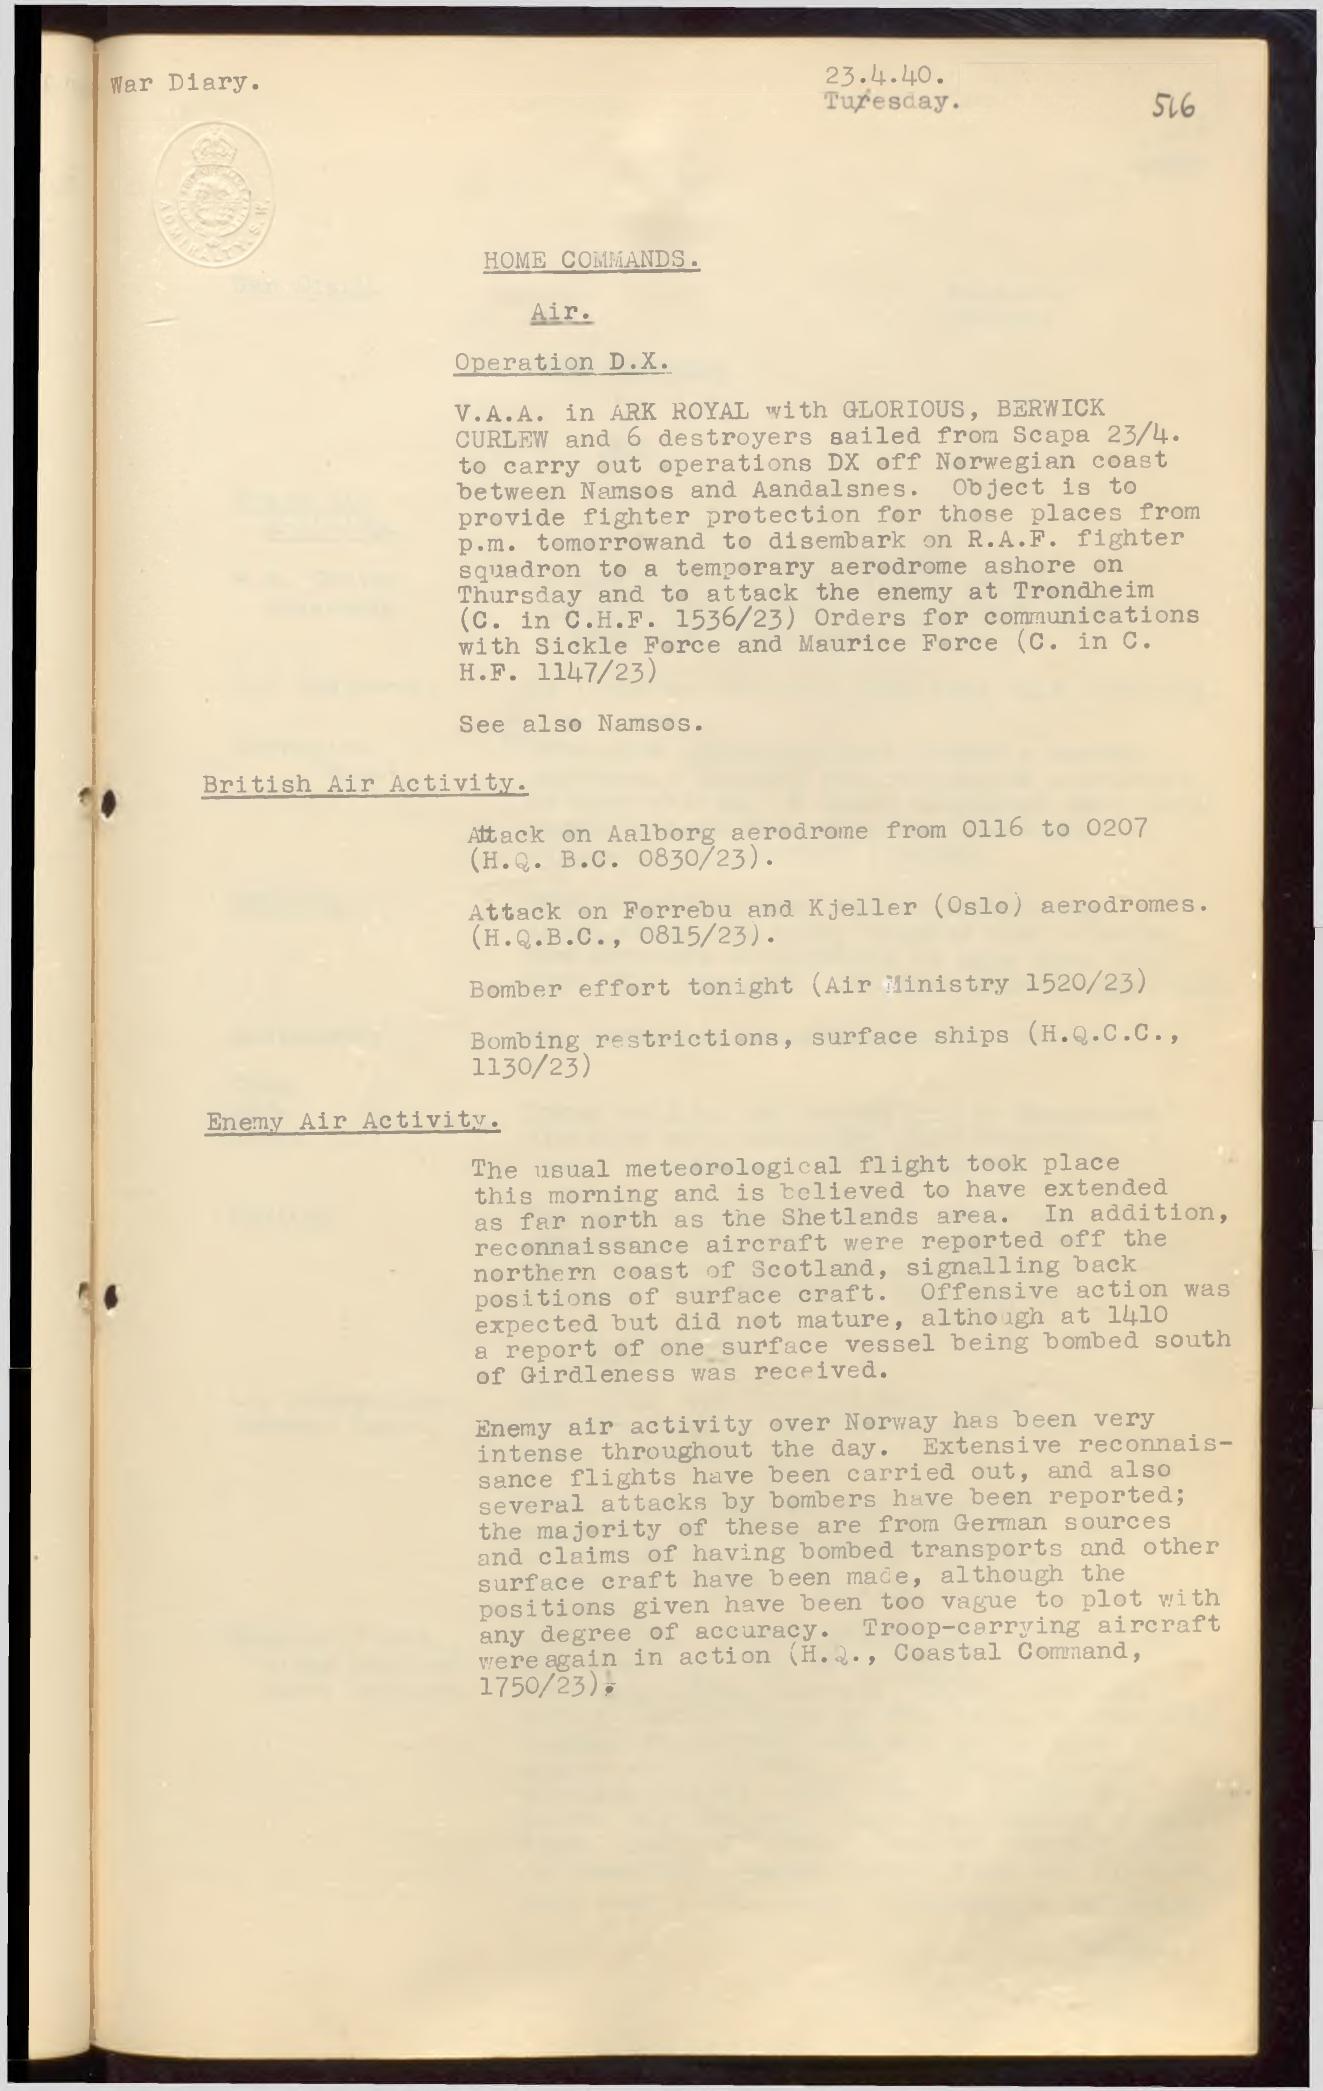 War Diary.
23.4.40.
Turesday.
516
ADMIRALTY. S.W.
HOME COMMANDS.
Air.
Operation D.X.
V.A.A. in ARK ROYAL with GLORIOUS, BERWICK
CURLEW and 6 destroyers sailed from Scapa 23/4.
to carry out operations DX off Norwegian coast
between Namsos and Aandalsnes. Object is to
provide fighter protection for those places from
p.m. tomorrowand to disembark on R.A.F. fighter
squadron to a temporary aerodrome ashore on
Thursday and to attack the enemy at Trondheim
(C. in C.H.F. 1536/23) Orders for communications
with Sickle Force and Maurice Force (C. in C.
H.F. 1147/23)
See also Namsos.
British Air Activity.
Attack on Aalborg aerodrome from 0116 to 0207
(H.Q. B.C. 0830/23).
Attack on Forrebu and Kjeller (Oslo) aerodromes.
(H.Q.B.C., 0815/23).
Bomber effort tonight (Air Ministry 1520/23)
Bombing restrictions, surface ships (H.Q.C.C.,
1130/23)
Enemy Air Activity.
The usual meteorological flight took place
this morning and is believed to have extended
as far north as the Shetlands area. In addition,
reconnaissance aircraft were reported off the
northern coast of Scotland, signalling back
positions of surface craft. Offensive action was
expected but did not mature, although at 1410
a report of one surface vessel being bombed south
of Girdleness was received.
Enemy air activity over Norway has been very
intense throughout the day. Extensive reconnais-
sance flights have been carried out, and also
several attacks by bombers have been reported;
the majority of these are from German sources
and claims of having bombed transports and other
surface craft have been made, although the
positions given have been too vague to plot with
any degree of accuracy. Troop-carrying aircraft
were again in action (H.Q., Coastal Command,
1750/23).